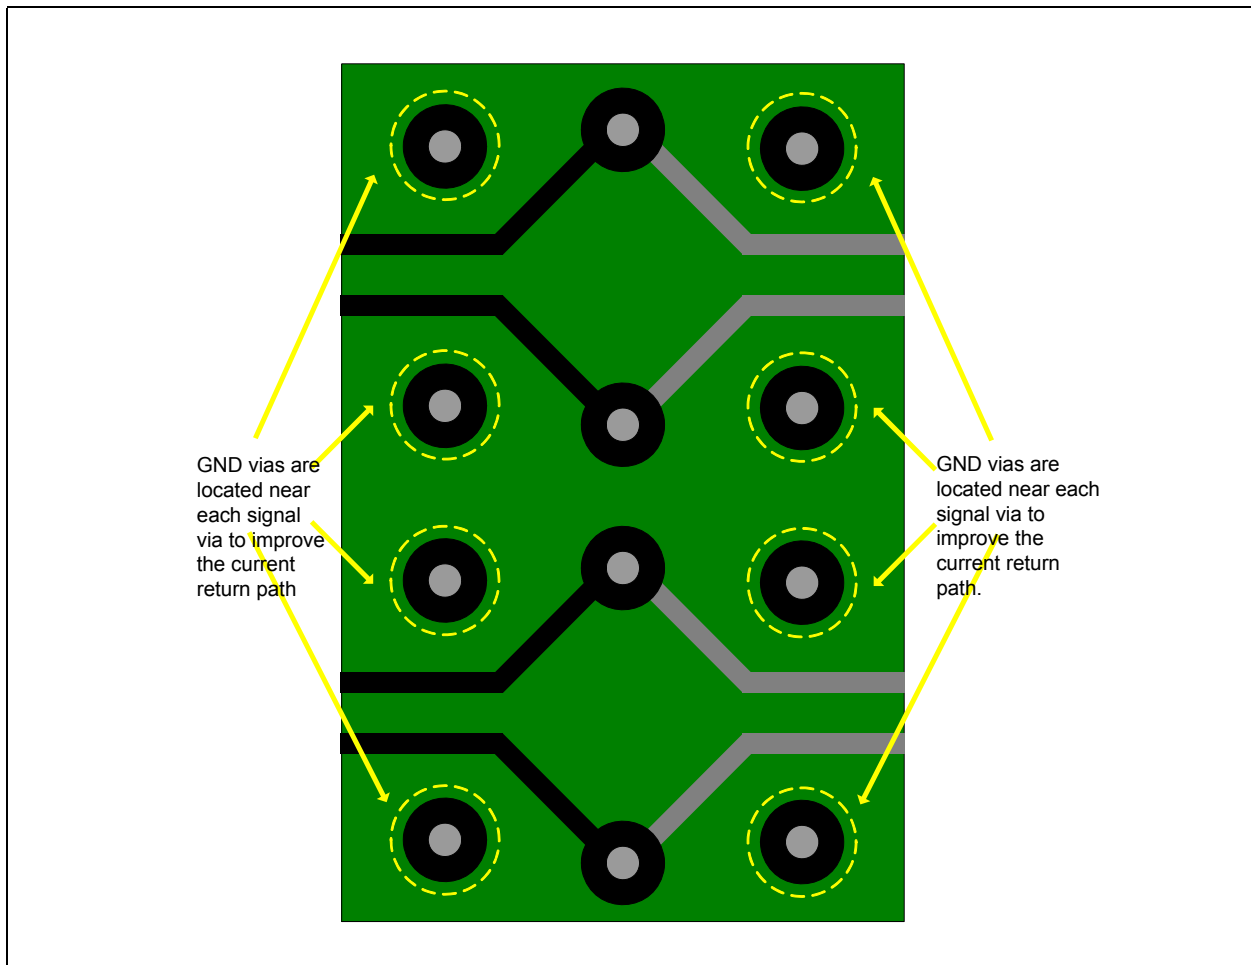 GND vias are
located near
each signal
via to improve
the current
return path
GND vias are
located near each
signal via to
improve the
current return
path.